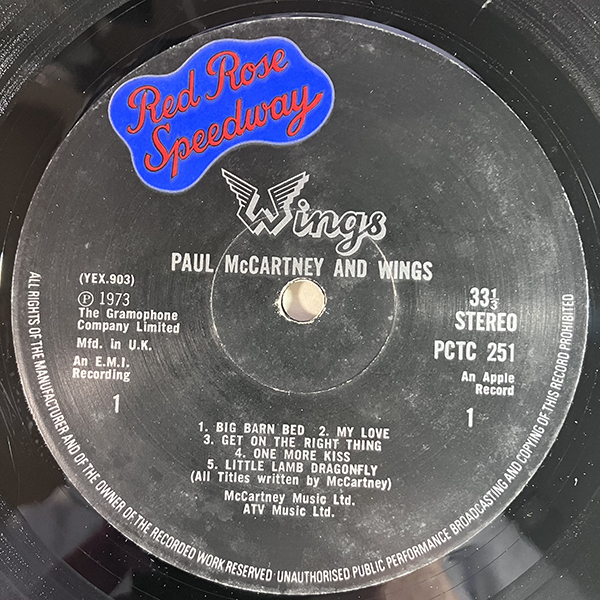 Red Rose
Speedway
Wings
PAUL McCARTNEY AND WINGS
(YEX.903)
Ⓟ 1973
The Gramophone
Company Limited
Mfd. in U.K.
An E.M.I.
Recording
1
33⅓
STEREO
PCTC 251
An Apple
Record
1
1. BIG BARN BED 2. MY LOVE
3. GET ON THE RIGHT THING
4. ONE MORE KISS
5. LITTLE LAMB DRAGONFLY
(All Titles written by McCartney)
McCartney Music Ltd.
ATV Music Ltd.
ALL RIGHTS OF THE MANUFACTURER AND OF THE OWNER OF THE RECORDED WORK RESERVED · UNAUTHORISED PUBLIC PERFORMANCE BROADCASTING AND COPYING OF THIS RECORD PROHIBITED